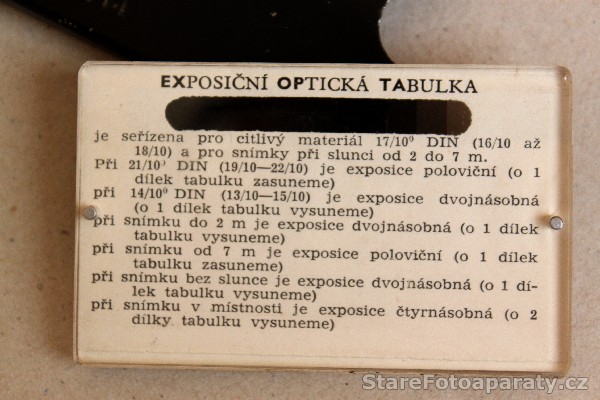 EXPOSIČNÍ OPTICKÁ TABULKA
je seřízena pro citlivý materiál 17/10⁰ DIN (16/10 až
18/10) a pro snímky při slunci od 2 do 7 m.
Při 21/10⁰ DIN (19/10—22/10) je exposice poloviční (o 1
dílek tabulku zasuneme)
při 14/10⁰ DIN (13/10—15/10) je exposice dvojnásobná
(o 1 dílek tabulku vysuneme)
při snímku do 2 m je exposice dvojnásobná (o 1 dílek
tabulku vysuneme)
při snímku od 7 m je exposice poloviční (o 1 dílek
tabulku zasuneme)
při snímku bez slunce je exposice dvojnásobná (o 1 dí-
lek tabulku vysuneme)
při snímku v místnosti je exposice čtyrnásobná (o 2
dílky tabulku vysuneme)
StareFotoaparaty.cz